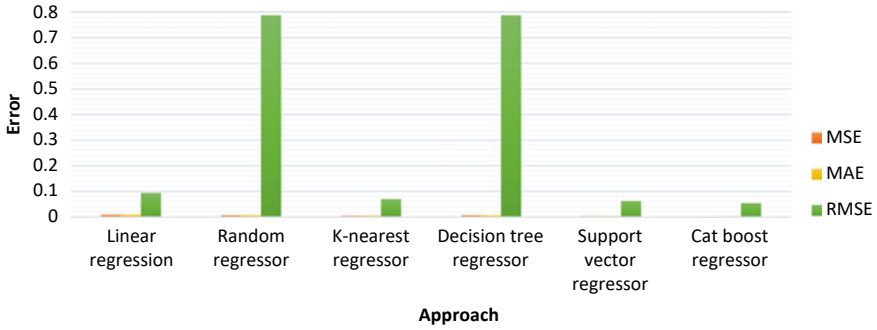 0.8
0.7
0.6
0.5
0.4
0.3
0.2
0.1
0
Error
Linear regression
Random regressor
K-nearest regressor
Decision tree regressor
Support vector regressor
Cat boost regressor
Approach
MSE
MAE
RMSE